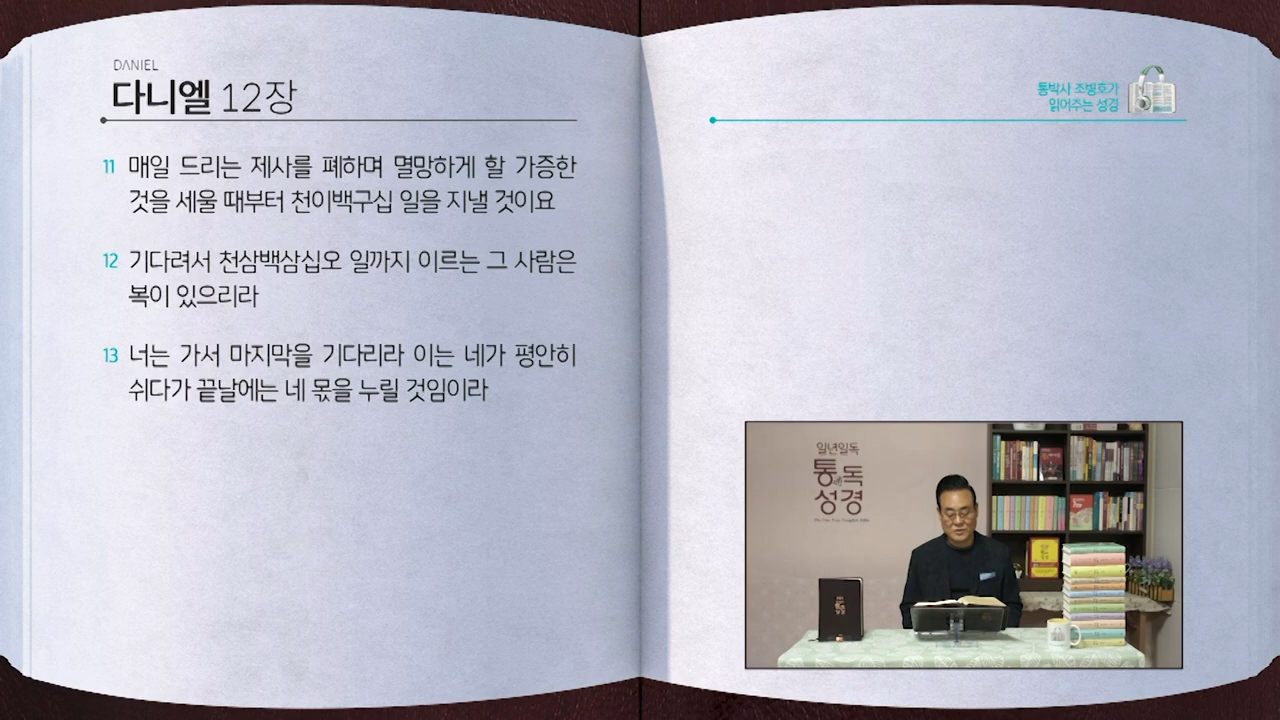 DANIEL
다니엘 12장
통박사 조병호가
읽어주는 성경
11 매일 드리는 제사를 폐하며 멸망하게 할 가증한
것을 세울 때부터 천이백구십 일을 지낼 것이요
12 기다려서 천삼백삼십오 일까지 이르는 그 사람은
복이 있으리라
13 너는 가서 마지막을 기다리라 이는 네가 평안히
쉬다가 끝날에는 네 몫을 누릴 것임이라
일년일독
통독
성경